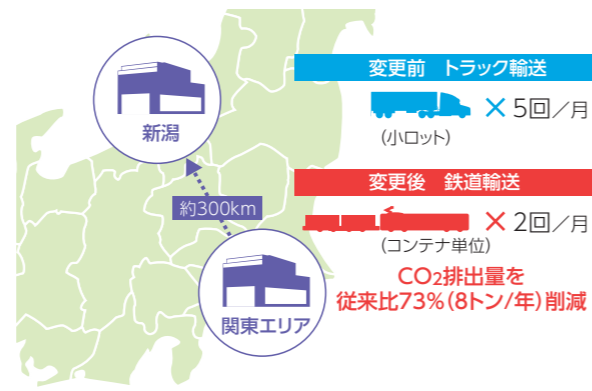 新潟
約300km
関東エリア
変更前　トラック輸送
×5回／月
(小ロット)
変更後　鉄道輸送
×2回／月
(コンテナ単位)
CO₂排出量を
従来比73%(8トン/年)削減